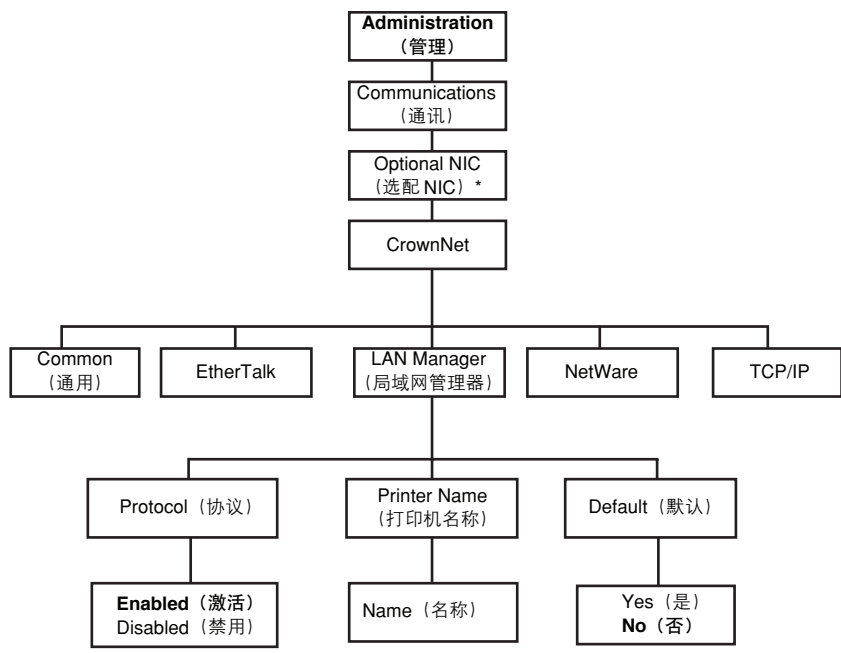 Administration
（管理）
Communications
（通讯）
Optional NIC
（选配 NIC）*
CrownNet
Common
（通用）
EtherTalk
LAN Manager
（局域网管理器）
NetWare
TCP/IP
Protocol（协议）
Printer Name
（打印机名称）
Default（默认）
Enabled（激活）
Disabled（禁用）
Name（名称）
Yes（是）
No（否）